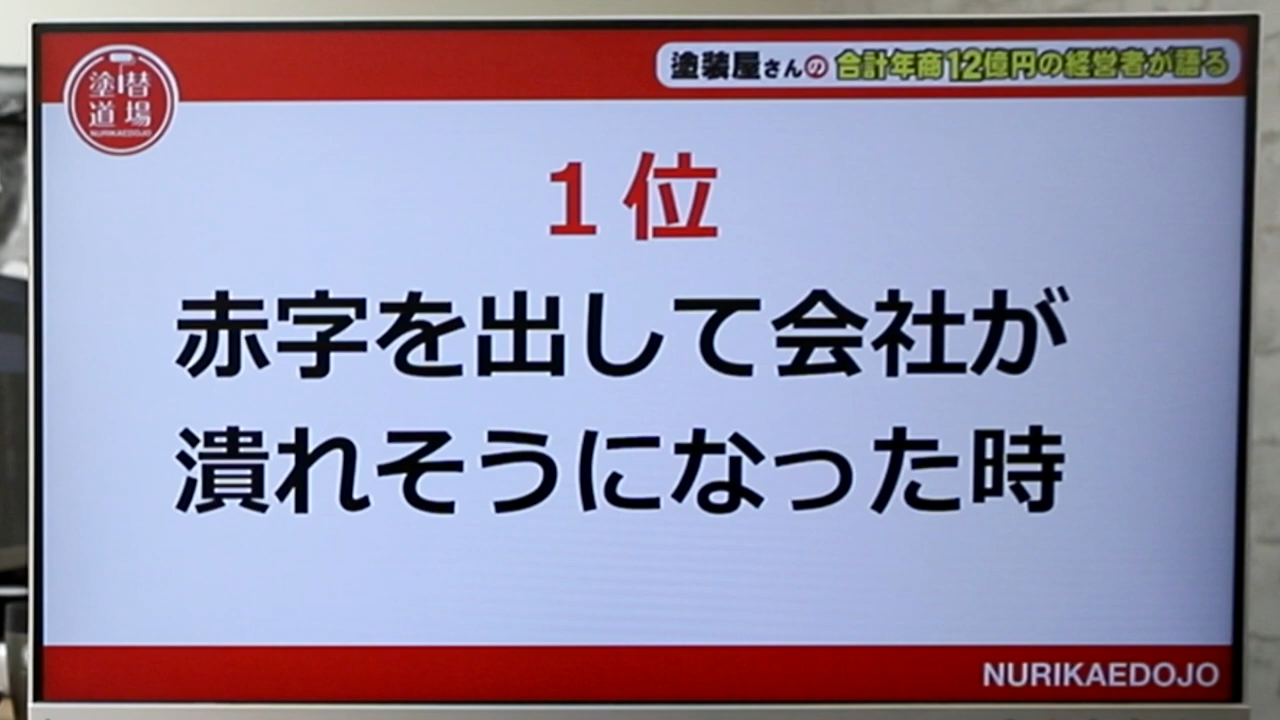 塗替
道場
NURIKAEDOJO
塗装屋さんの 合計年商12億円の経営者が語る
1位
赤字を出して会社が
潰れそうになった時
NURIKAEDOJO